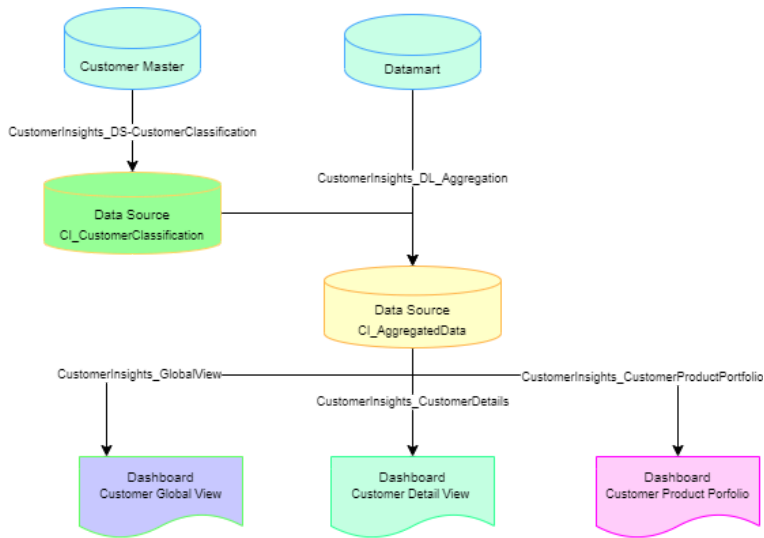 Customer Master
Datamart
CustomerInsights_DS-CustomerClassification
CustomerInsights_DL_Aggregation
Data Source
CI_CustomerClassification
Data Source
CI_AggregatedData
CustomerInsights_GlobalView
CustomerInsights_CustomerProductPortfolio
CustomerInsights_CustomerDetails
Dashboard
Customer Global View
Dashboard
Customer Detail View
Dashboard
Customer Product Porfolio